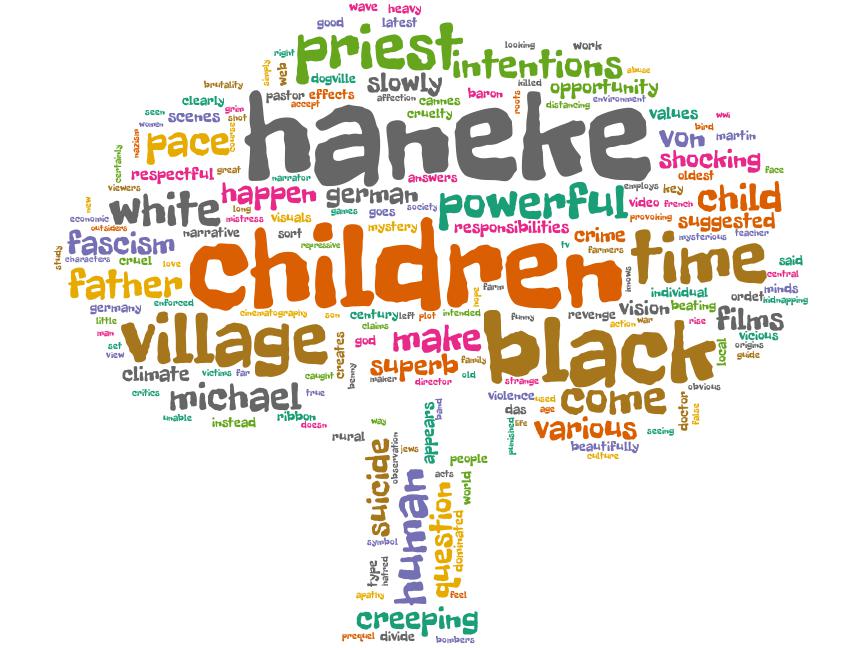 wave heavy
good latest
priest
looking work
right
intentions
simply
web
dogville
slowly
abuse
brutality
pastor effects
killed
opportunity
clearly
accept
affection cannes
baron
roots
distancing environment
seen
grim
cruelty
values
wwi
women
scenes
shot
haneke
bird
nazism
pace
course
von martin
certainly
shocking
respectful great
narrator
answers
oldest
face
viewers
happen german
powerful
employs key
child
new
white
long
games
goes society
video french
economic
mistress visuals
provoking
suggested
outsiders
mystery
responsibilities
narrative sort
crime
mysterious teacher
fascism
repressive
tv
farmers
time
study
characters cruel love
children
said
father
farm
imows
individual
central
minds
hope
ordet
kidnapping
germany
enforced
cinematography son
century left plot intended
funny
revenge
vision
beating
little
claims
action war
rise
films
man
village
god
make
black
vicious
set
creates
local
origins
view
superb
family
guide
climate
victims far
caught
benny
maker
old
strange
obvious
director
critics
michael
true
violence used
come
doctor
false
unable
instead
ribbon
doesn
das
age
appears
band
way
punished
life
various
seeing
rural
beautifully
suicide
observation
jews
culture
people
human
acts
question
world
symbol
dominated
type
hatred
apathy
feel
creeping
prequel divide bombers